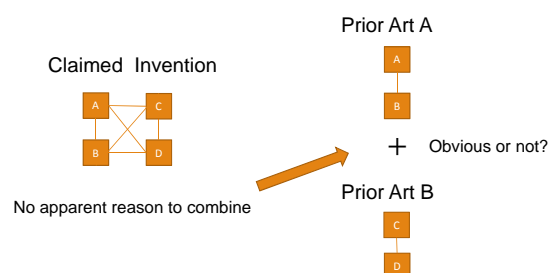 Prior Art A
Claimed Invention
A
B
A
C
B
D
+
Obvious or not?
No apparent reason to combine
Prior Art B
C
D